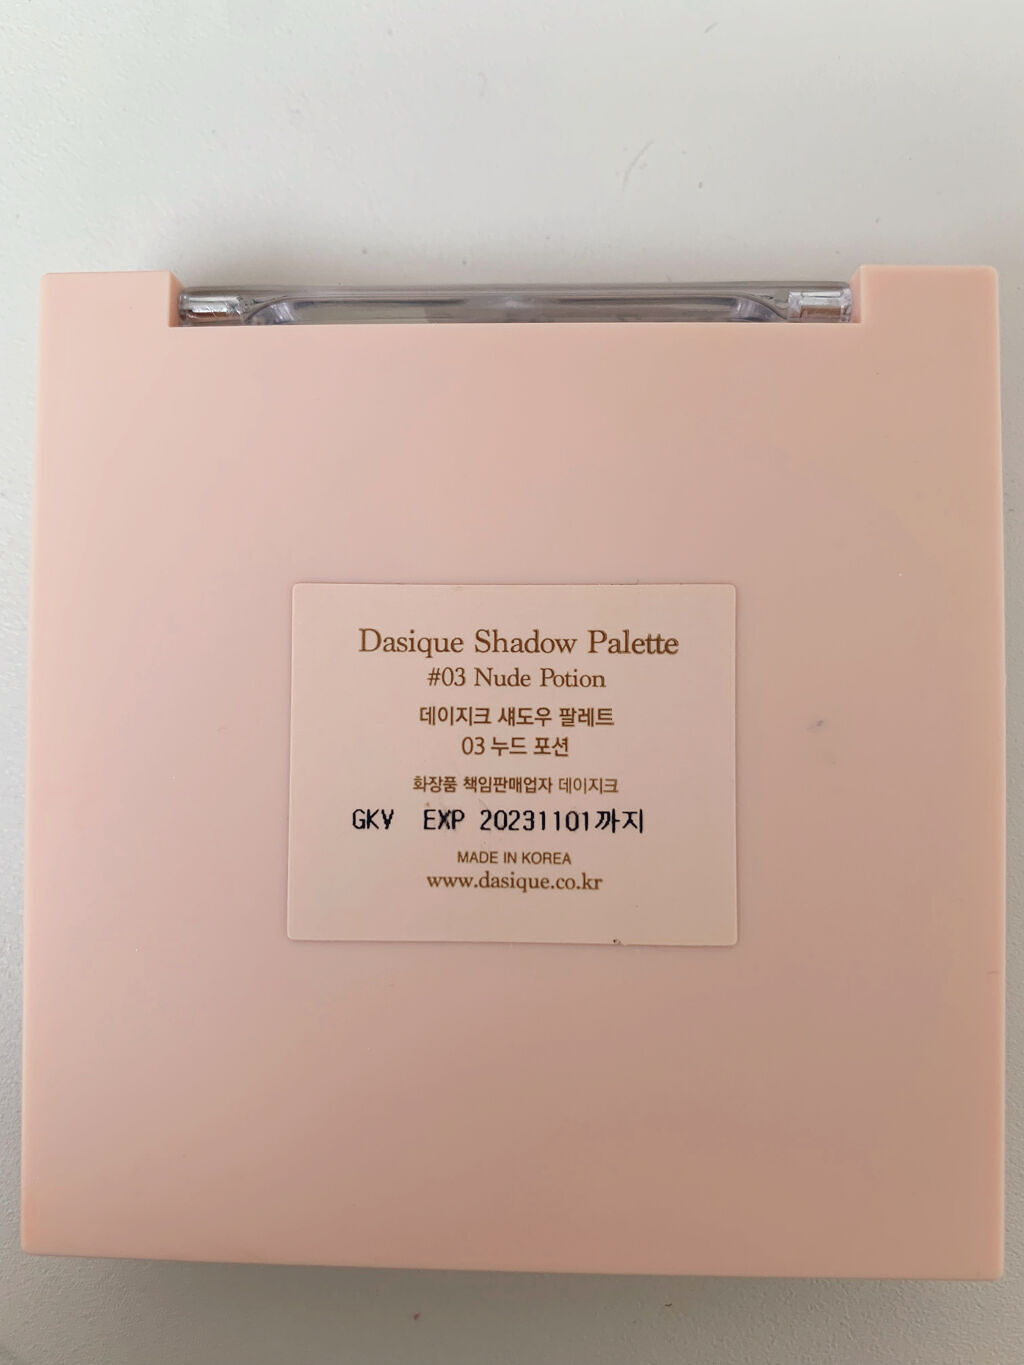 Dasique Shadow Palette
#03 Nude Potion
데이지크 섀도우 팔레트
03 누드 포션
화장품 책임판매업자 데이지크
GKV EXP 20231101까지
MADE IN KOREA
www.dasique.co.kr